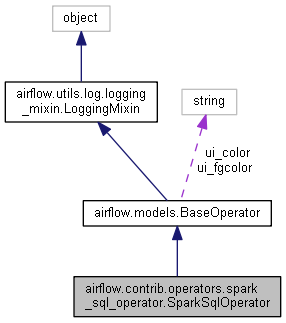 object
airflow.utils.log.logging
_mixin.LoggingMixin
string
ui_color
ui_fgcolor
airflow.models.BaseOperator
airflow.contrib.operators.spark
_sql_operator.SparkSqlOperator